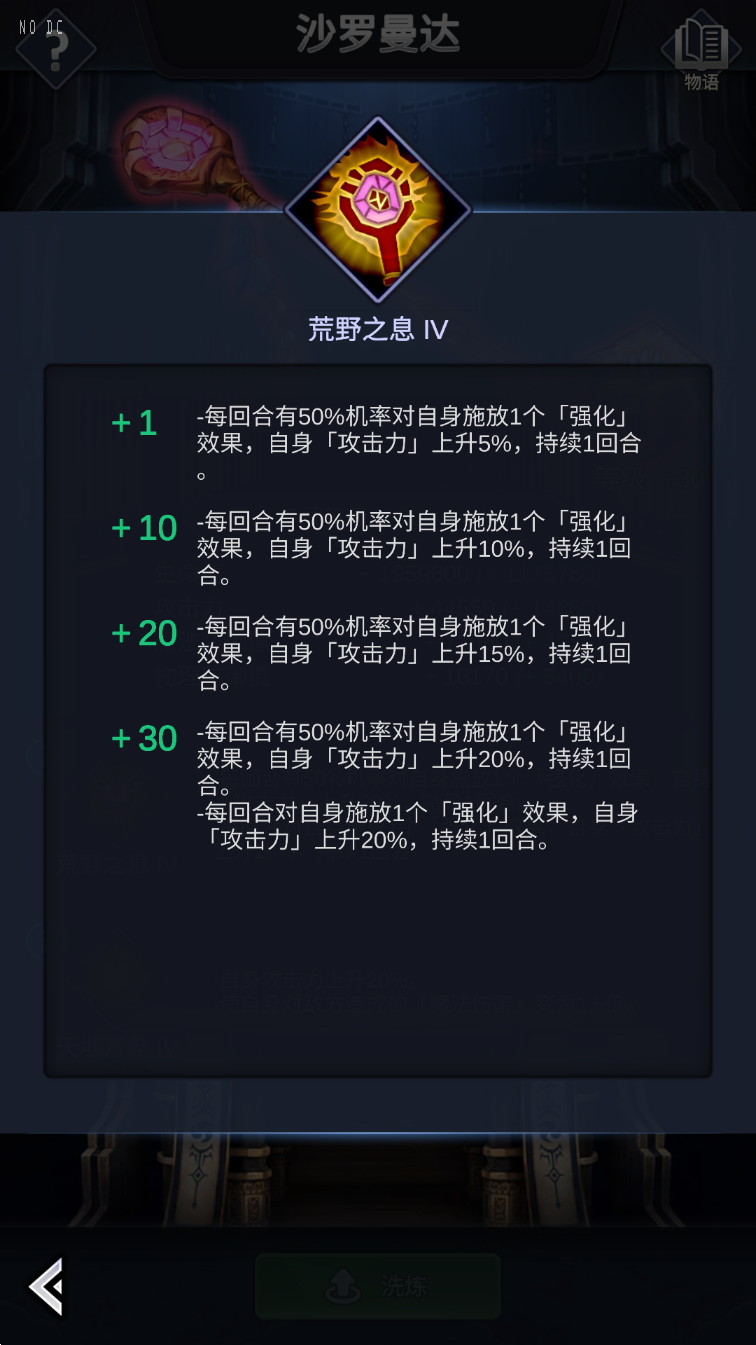 NO DC
沙罗曼达
?
物语
荒野之息 IV
+1
-每回合有50%机率对自身施放1个「强化」
效果，自身「攻击力」上升5%，持续1回合
。
+10
-每回合有50%机率对自身施放1个「强化」
效果，自身「攻击力」上升10%，持续1回
合。
+20
-每回合有50%机率对自身施放1个「强化」
效果，自身「攻击力」上升15%，持续1回
合。
+30
-每回合有50%机率对自身施放1个「强化」
效果，自身「攻击力」上升20%，持续1回
合。
-每回合对自身施放1个「强化」效果，自身
「攻击力」上升20%，持续1回合。
洗炼